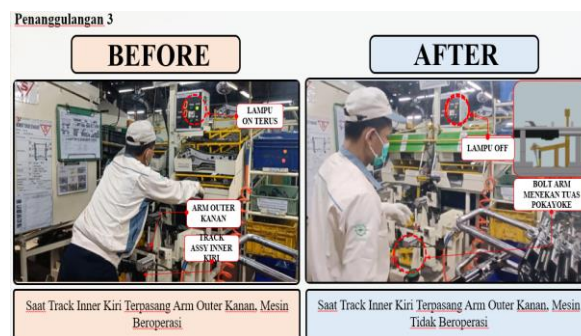 Penanggulangan 3
BEFORE
AFTER
LAMPU
ON TERUS
ARM OUTER
KANAN
TRACK
ASSY INNER
KIRI
LAMPU OFF
BOLT ARM
MENEKAN TUAS
POKAYOKE
Saat Track Inner Kiri Terpasang Arm Outer Kanan, Mesin
Beroperasi
Saat Track Inner Kiri Terpasang Arm Outer Kanan, Mesin
Tidak Beroperasi